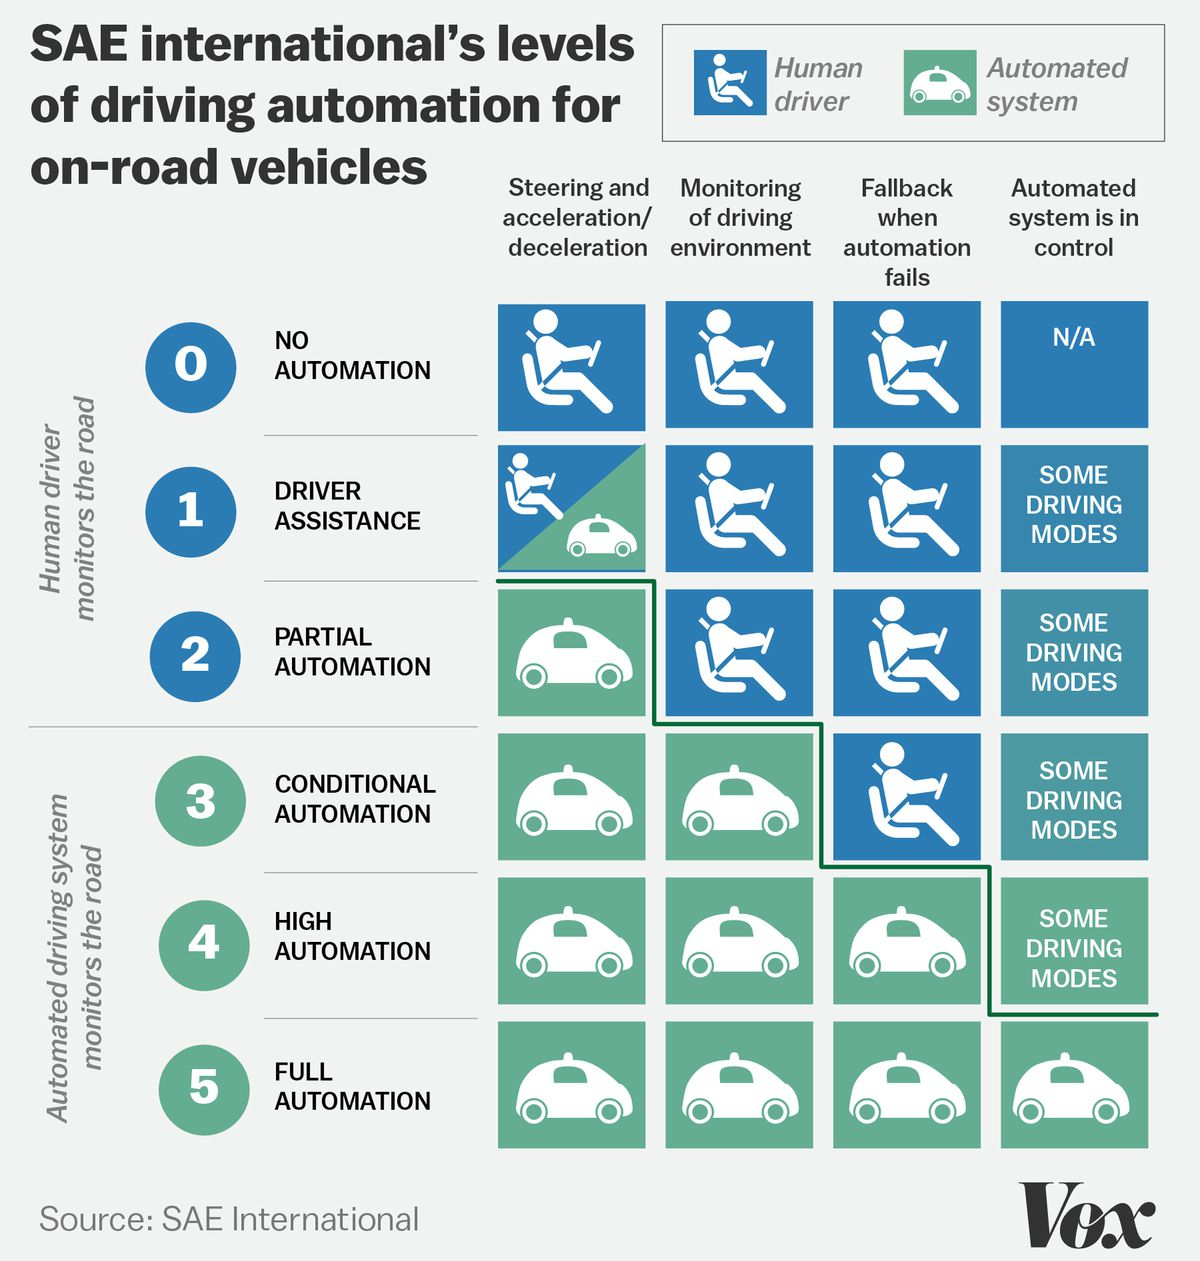 SAE international's levels
of driving automation for
on-road vehicles
Human
driver
Automated
system
Steering and
acceleration/
deceleration
Monitoring
of driving
environment
Fallback
when
automation
fails
Automated
system is in
control
Human driver
monitors the road
0
NO
AUTOMATION
N/A
1
DRIVER
ASSISTANCE
SOME
DRIVING
MODES
2
PARTIAL
AUTOMATION
SOME
DRIVING
MODES
Automated driving system
monitors the road
3
CONDITIONAL
AUTOMATION
SOME
DRIVING
MODES
4
HIGH
AUTOMATION
SOME
DRIVING
MODES
5
FULL
AUTOMATION
Source: SAE International
Vox